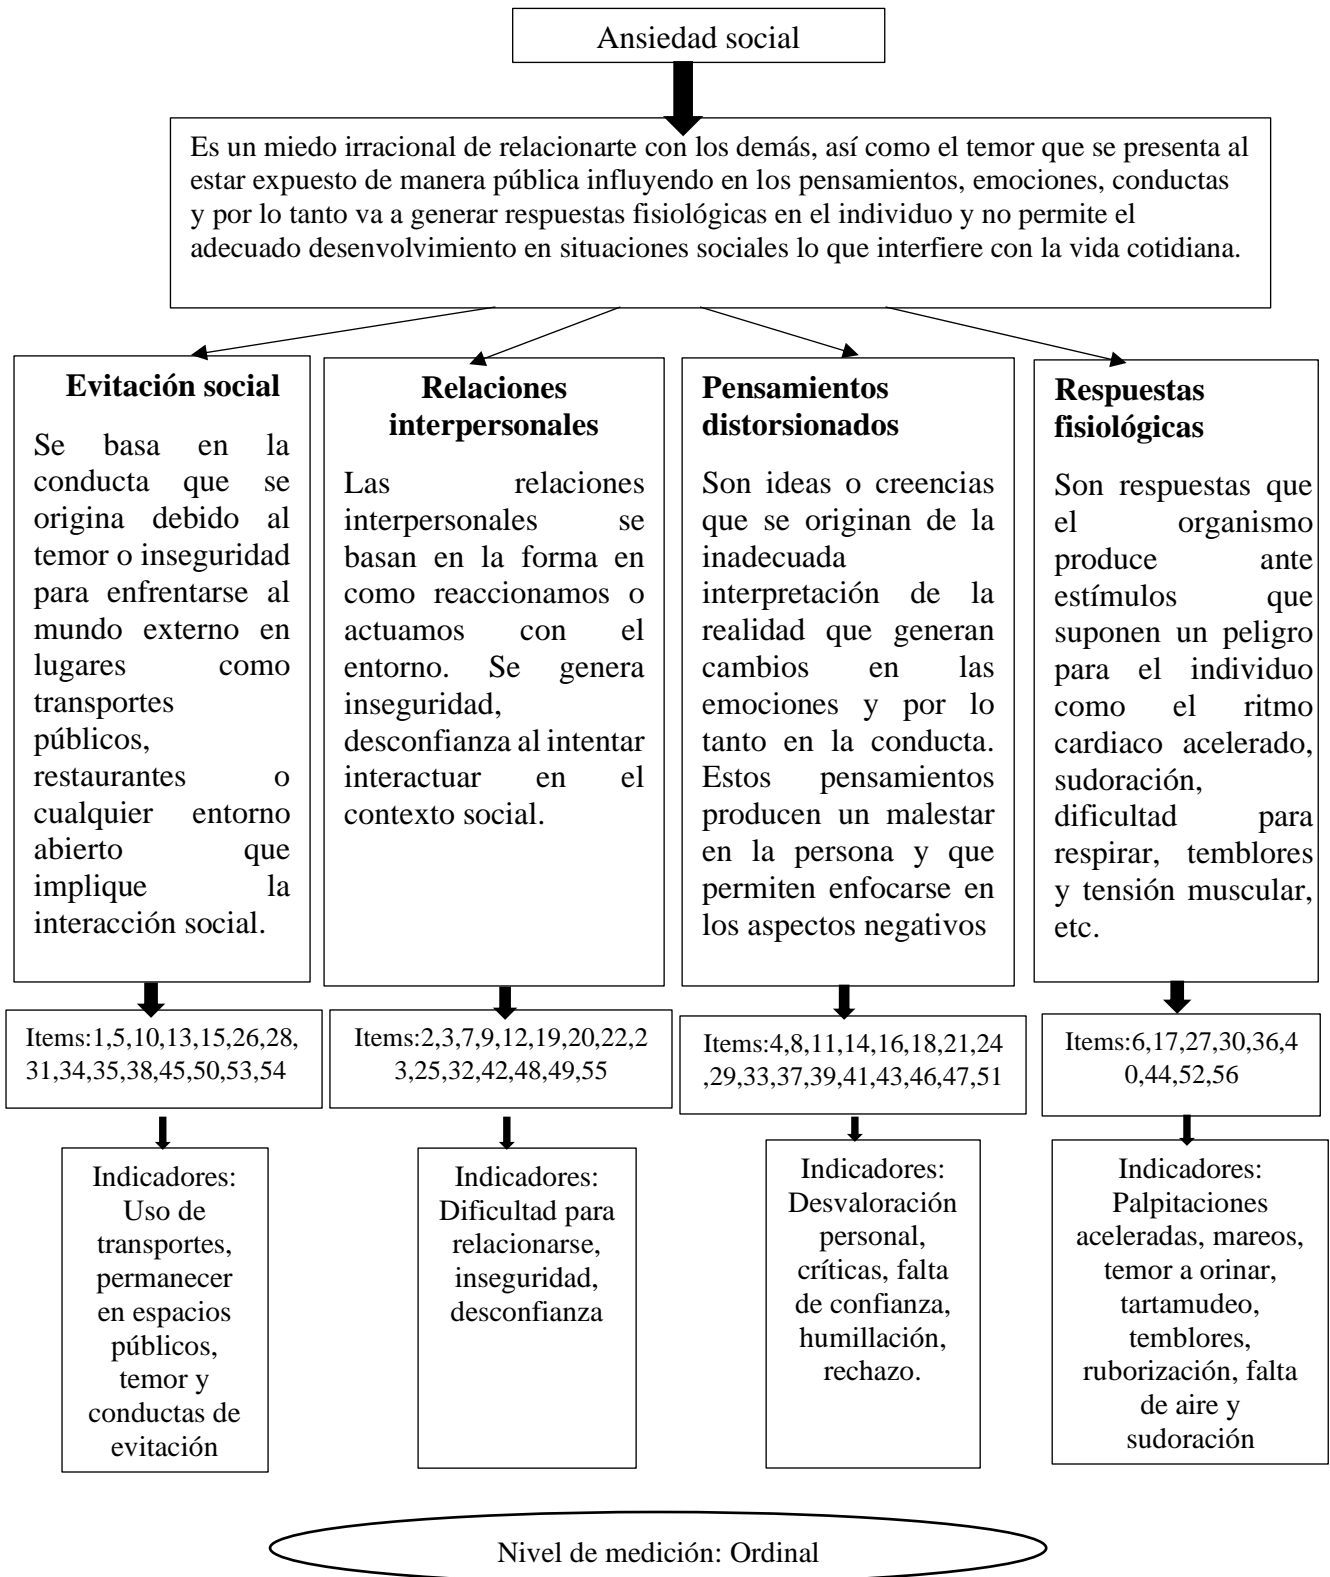 Ansiedad social
Es un miedo irracional de relacionarte con los demás, así como el temor que se presenta al
estar expuesto de manera pública influyendo en los pensamientos, emociones, conductas
y por lo tanto va a generar respuestas fisiológicas en el individuo y no permite el
adecuado desenvolvimiento en situaciones sociales lo que interfiere con la vida cotidiana.
Evitación social
Se basa en la
conducta que se
origina debido al
temor o inseguridad
para enfrentarse al
mundo externo en
lugares como
transportes
públicos,
restaurantes o
cualquier entorno
abierto que
implique la
interacción social.
Relaciones
interpersonales
Las relaciones
interpersonales se
basan en la forma en
como reaccionamos o
actuamos con el
entorno. Se genera
inseguridad,
desconfianza al intentar
interactuar en el
contexto social.
Pensamientos
distorsionados
Son ideas o creencias
que se originan de la
inadecuada
interpretación de la
realidad que generan
cambios en las
emociones y por lo
tanto en la conducta.
Estos pensamientos
producen un malestar
en la persona y que
permiten enfocarse en
los aspectos negativos
Respuestas
fisiológicas
Son respuestas que
el organismo
produce ante
estímulos que
suponen un peligro
para el individuo
como el ritmo
cardiaco acelerado,
sudoración,
dificultad para
respirar, temblores
y tensión muscular,
etc.
Items:1,5,10,13,15,26,28,
31,34,35,38,45,50,53,54
Items:2,3,7,9,12,19,20,22,2
3,25,32,42,48,49,55
Items:4,8,11,14,16,18,21,24
,29,33,37,39,41,43,46,47,51
Items:6,17,27,30,36,4
0,44,52,56
Indicadores:
Uso de
transportes,
permanecer
en espacios
públicos,
temor y
conductas de
evitación
Indicadores:
Dificultad para
relacionarse,
inseguridad,
desconfianza
Indicadores:
Desvaloración
personal,
críticas, falta
de confianza,
humillación,
rechazo.
Indicadores:
Palpitaciones
aceleradas, mareos,
temor a orinar,
tartamudeo,
temblores,
ruborización, falta
de aire y
sudoración
Nivel de medición: Ordinal